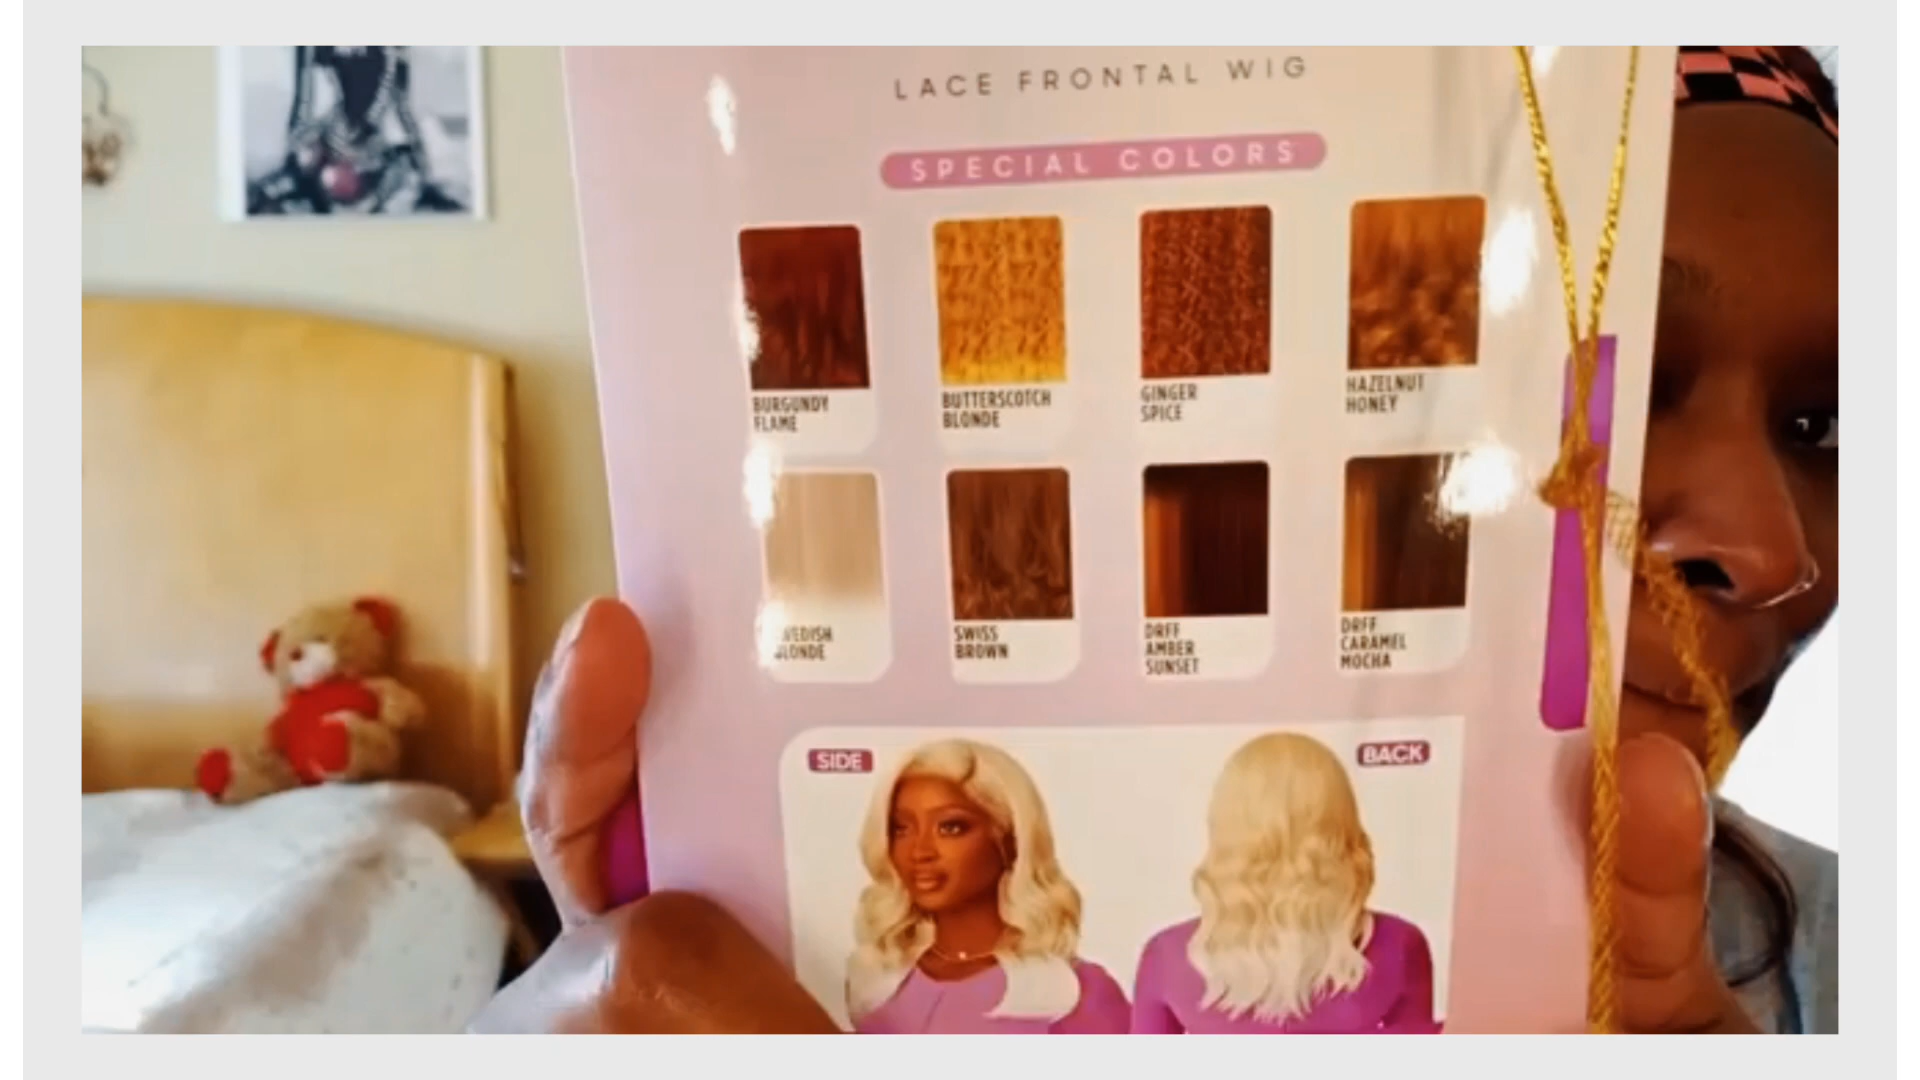 LACE FRONTAL WIG
SPECIAL COLORS
BURGUNDY
FLAME
BUTTERSCOTCH
BLONDE
GINGER
SPICE
HAZELNUT
HONEY
SWISS
BROWN
DRFF
AMBER
SUNSET
DRFF
CARAMEL
MOCHA
SIDE
BACK